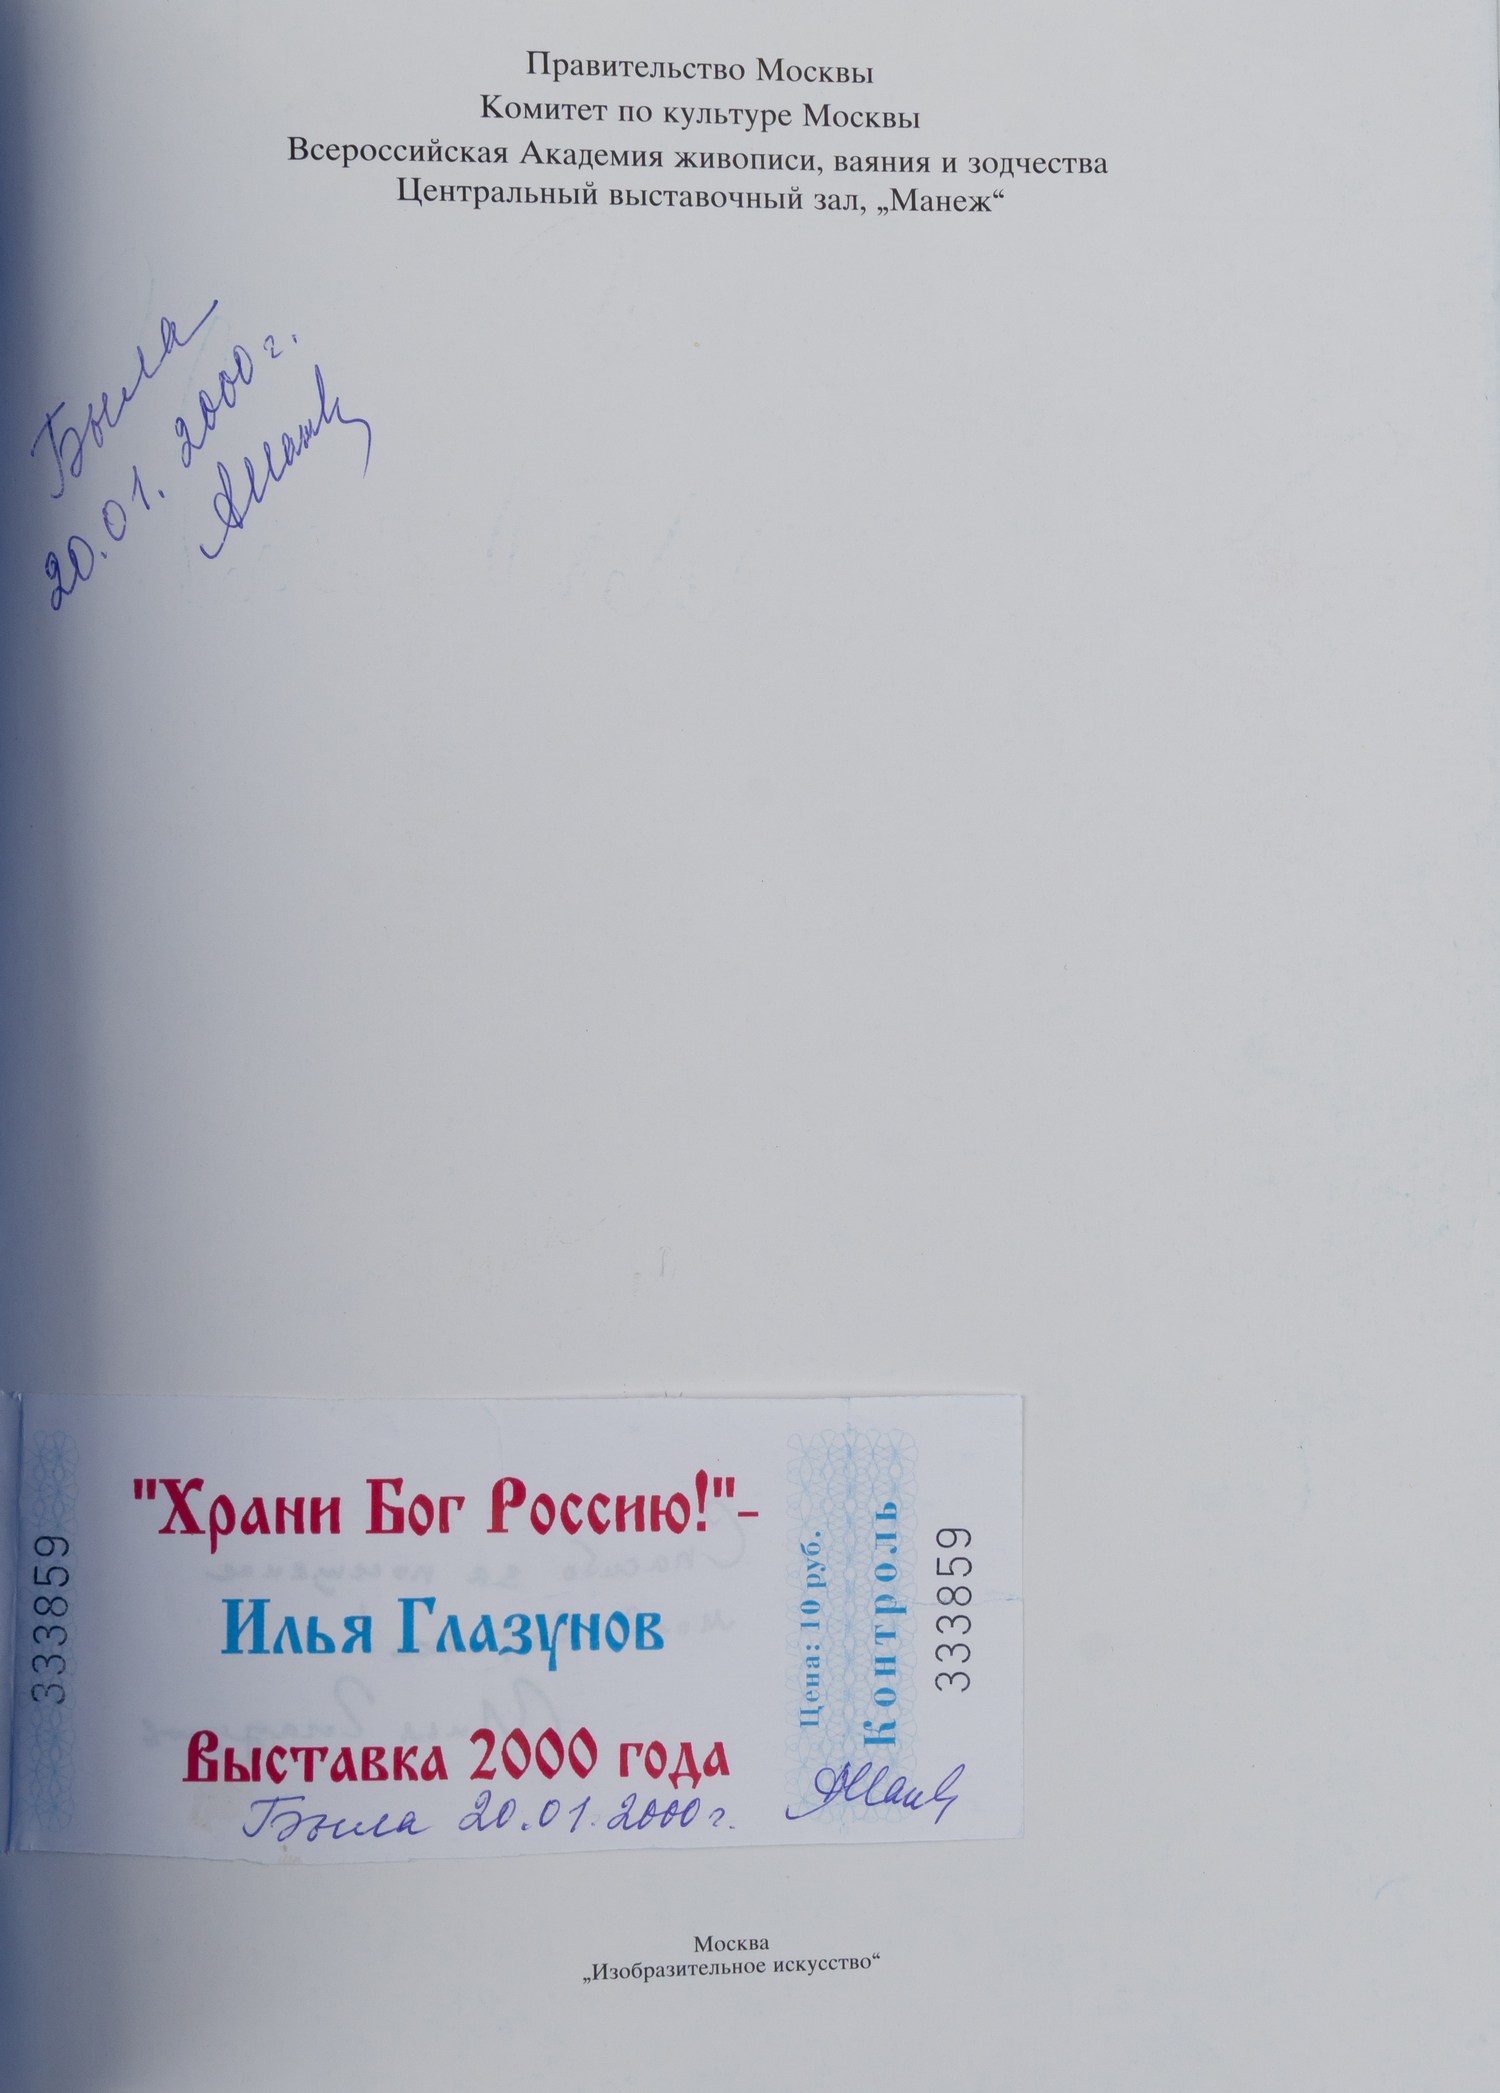 Правительство Москвы
Комитет по культуре Москвы
Всероссийская Академия живописи, ваяния и зодчества
Центральный выставочный зал, „Манеж“
Была
20.01.2000 г.
333859
"Храни Бог Россию!"-
Илья Глазунов
Выставка 2000 года
Была 20.01.2000 г.
Цена: 10 руб.
Контроль
333859
Москва
„Изобразительное искусство“